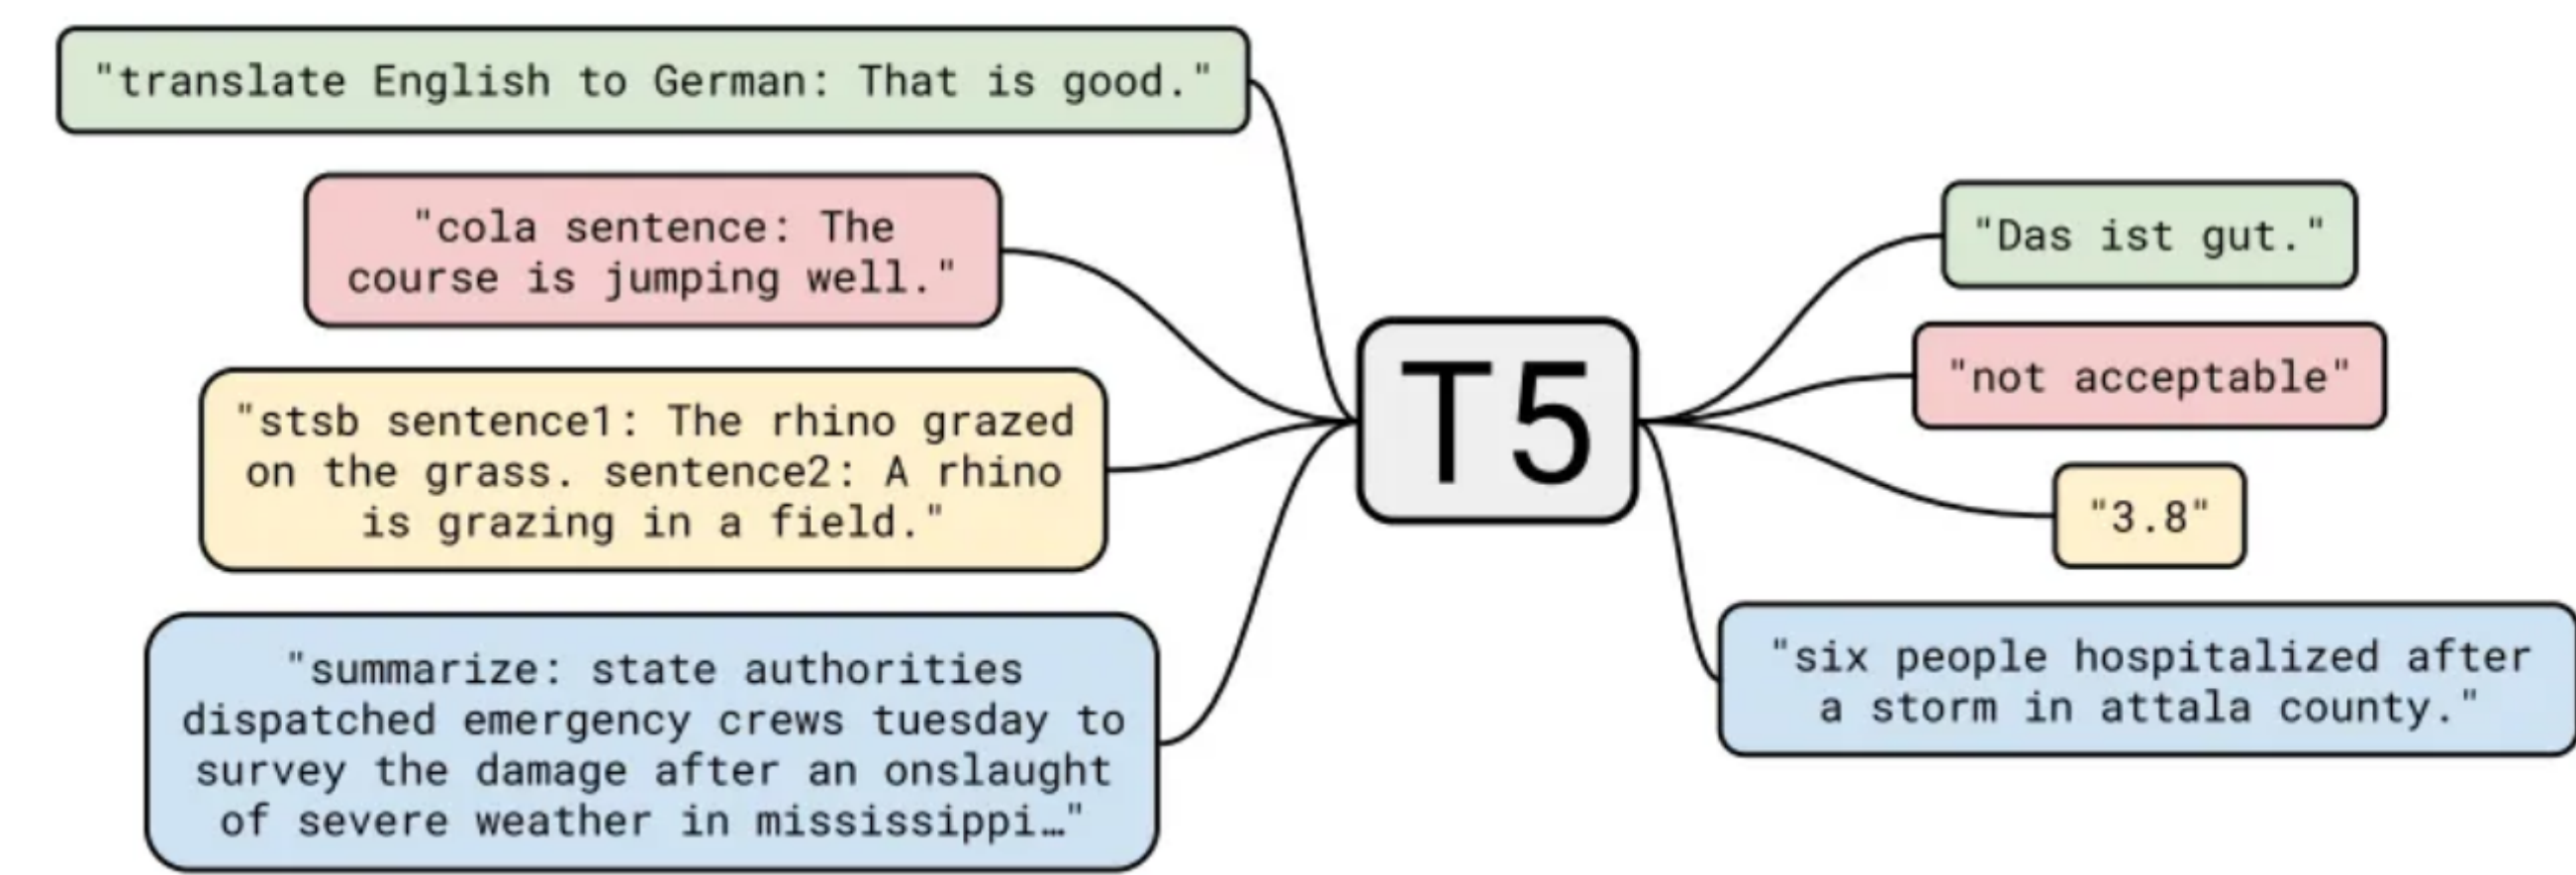 "translate English to German: That is good."
"cola sentence: The
course is jumping well."
"stsb sentence1: The rhino grazed
on the grass. sentence2: A rhino
is grazing in a field."
"summarize: state authorities
dispatched emergency crews tuesday to
survey the damage after an onslaught
of severe weather in mississippi…"
T5
"Das ist gut."
"not acceptable"
"3.8"
"six people hospitalized after
a storm in attala county."